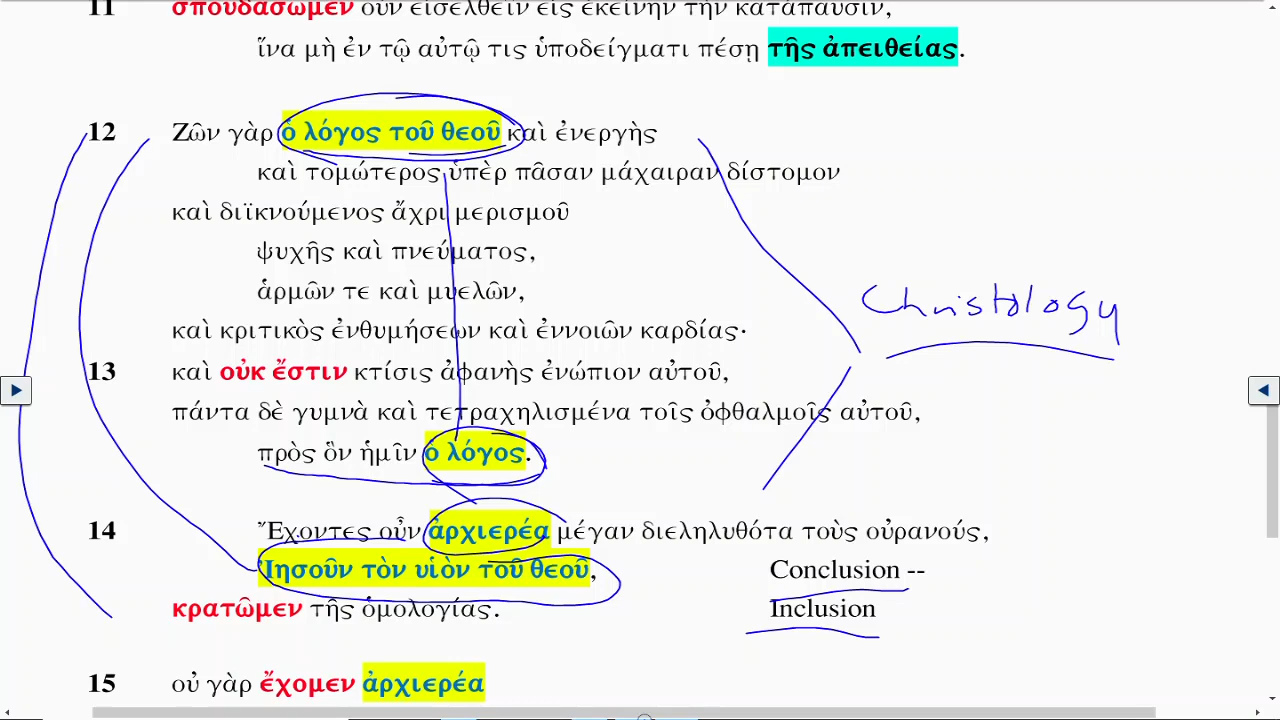 11 σπουδάσωμεν οὖν εἰσελθεῖν εἰς ἐκείνην τὴν κατάπαυσιν,
ἵνα μὴ ἐν τῷ αὐτῷ τις ὑποδείγματι πέσῃ τῆς ἀπειθείας.
12 Ζῶν γὰρ ὁ λόγος τοῦ θεοῦ καὶ ἐνεργὴς
καὶ τομώτερος ὑπὲρ πᾶσαν μάχαιραν δίστομον
καὶ διϊκνούμενος ἄχρι μερισμοῦ
ψυχῆς καὶ πνεύματος,
ἁρμῶν τε καὶ μυελῶν,
καὶ κριτικὸς ἐνθυμήσεων καὶ ἐννοιῶν καρδίας·
Christology
13 καὶ οὐκ ἔστιν κτίσις ἀφανὴς ἐνώπιον αὐτοῦ,
πάντα δὲ γυμνὰ καὶ τετραχηλισμένα τοῖς ὀφθαλμοῖς αὐτοῦ,
πρὸς ὃν ἡμῖν ὁ λόγος.
14 Ἔχοντες οὖν ἀρχιερέα μέγαν διεληλυθότα τοὺς οὐρανούς,
Ἰησοῦν τὸν υἱὸν τοῦ θεοῦ, Conclusion --
κρατῶμεν τῆς ὁμολογίας. Inclusion
15 οὐ γὰρ ἔχομεν ἀρχιερέα